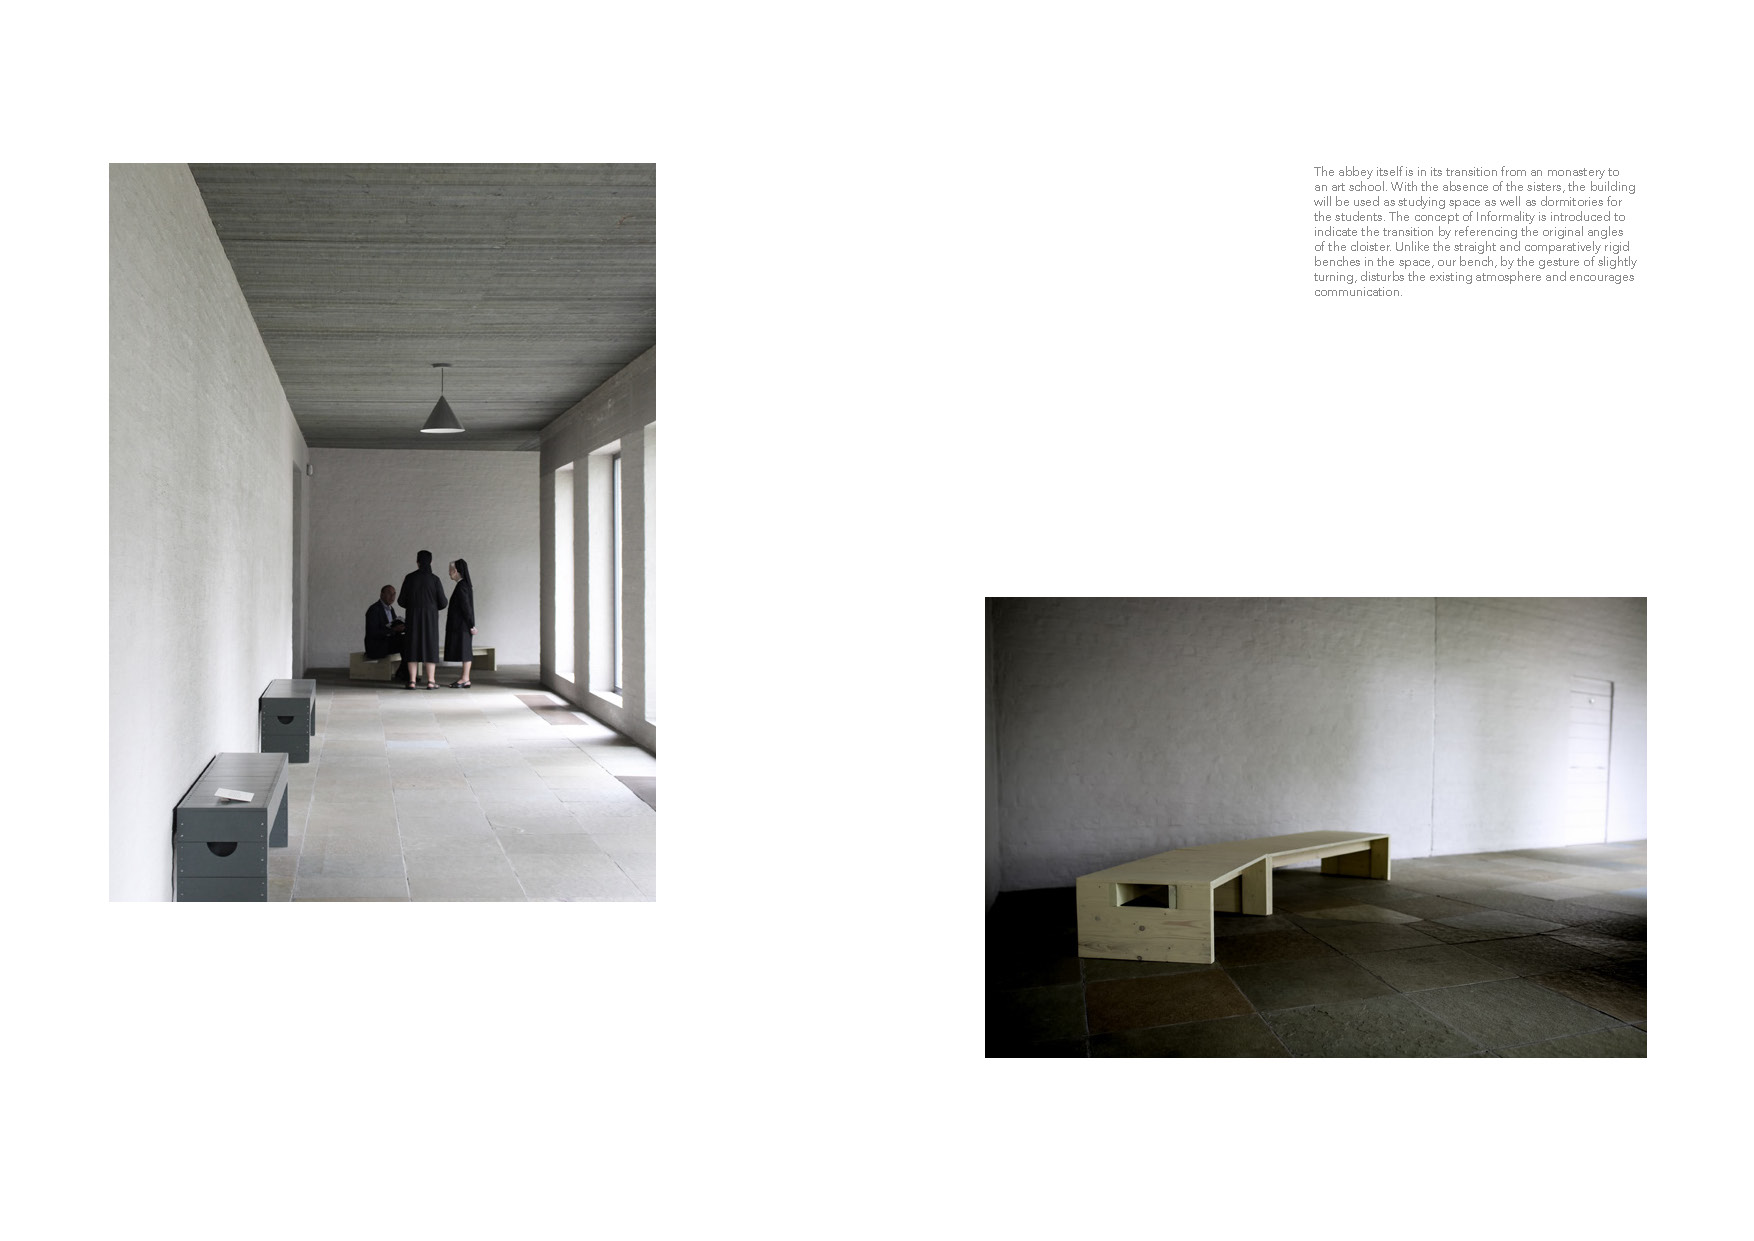 The abbey itself is in its transition from an monastery to
an art school. With the absence of the sisters, the building
will be used as studying space as well as dormitories for
the students. The concept of Informality is introduced to
indicate the transition by referencing the original angles
of the cloister. Unlike the straight and comparatively rigid
benches in the space, our bench, by the gesture of slightly
turning, disturbs the existing atmosphere and encourages
communication.